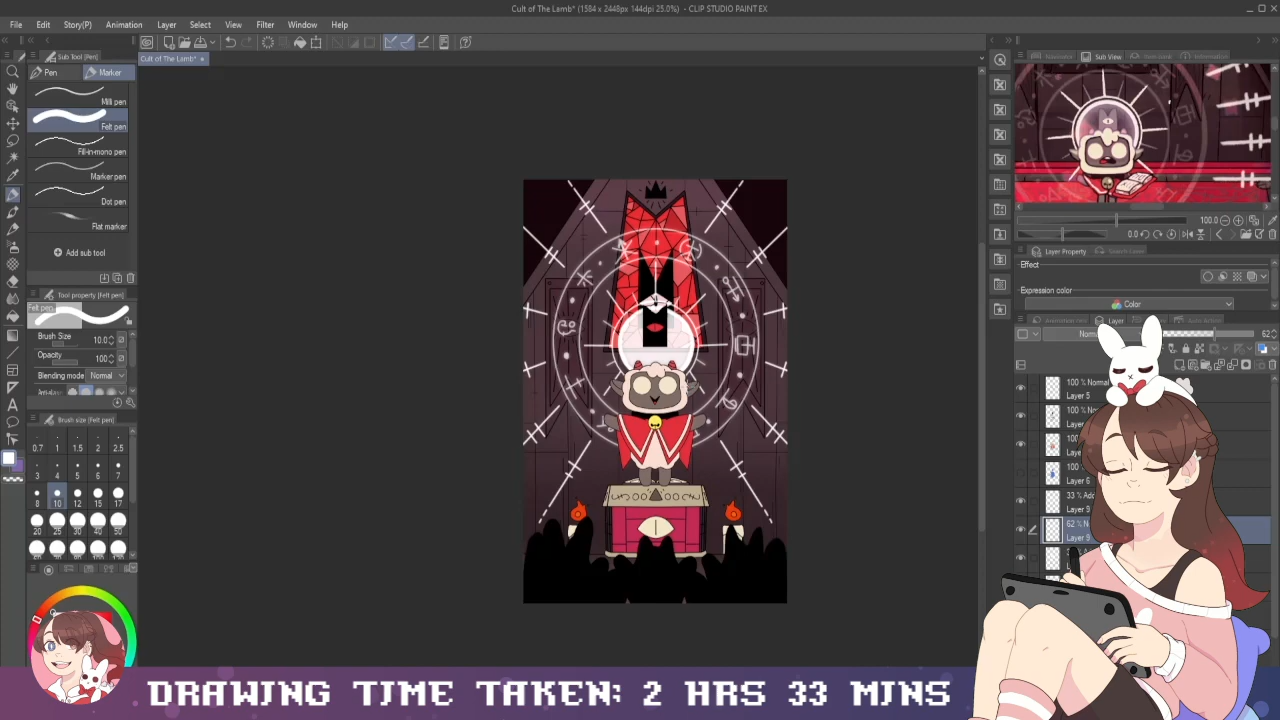 Cult of The Lamb* (1584 x 2448px 144dpi 25.0%) - CLIP STUDIO PAINT EX
File Edit Story(P) Animation Layer Select View Filter Window Help
Sub Tool [Pen]
Cult of The Lamb*
Sub View
Pen Marker
Milli pen
Felt pen
Fill-in-mono pen
Marker pen
Dot pen
Flat marker
Add sub tool
Tool property [Felt pen]
Felt pen
Brush Size 10.0
Opacity 100
Blending mode Normal
Brush size [Felt pen]
0.7 1 1.5 2 2.5
3 4 5 6 7
8 10 12 15 17
20 25 30 40 50
100.0
0.0
Layer Property
Effect
Expression color
Color
Layer
62
100 % Normal
Layer 5
100 %
Layer
100
Layer
100
Layer 6
33 %
Layer 9
62 %
Layer
DRAWING TIME TAKEN: 2 HRS 33 MINS